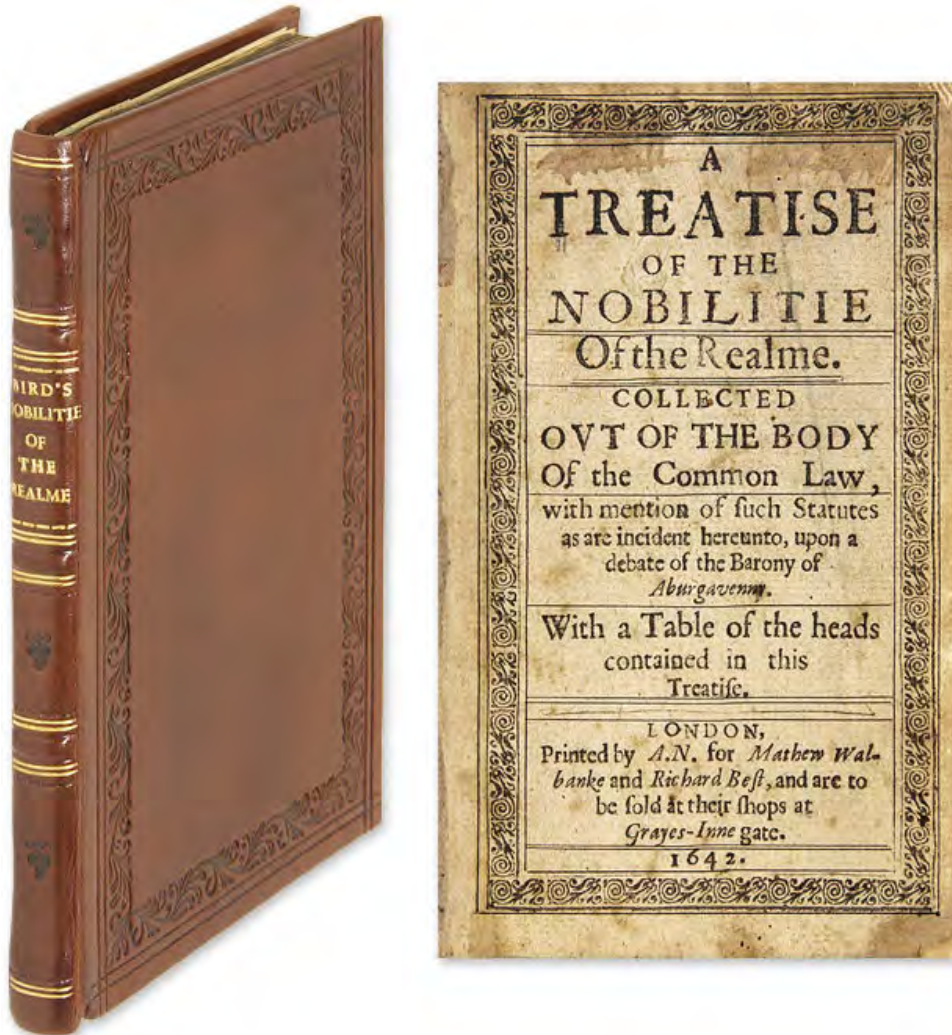 BIRD'S
NOBILITIE
OF
THE
REALME
A
TREATISE
OF THE
NOBILITIE
Of the Realme.
COLLECTED
OVT OF THE BODY
Of the Common Law,
with mention of ſuch Statutes
as are incident hereunto, upon a
debate of the Barony of
Aburgavenny.
With a Table of the heads
contained in this
Treatiſe.
LONDON,
Printed by A.N. for Mathew Wal-
banke and Richard Beſt, and are to
be ſold at their ſhops at
Grayes-Inne gate.
1642.